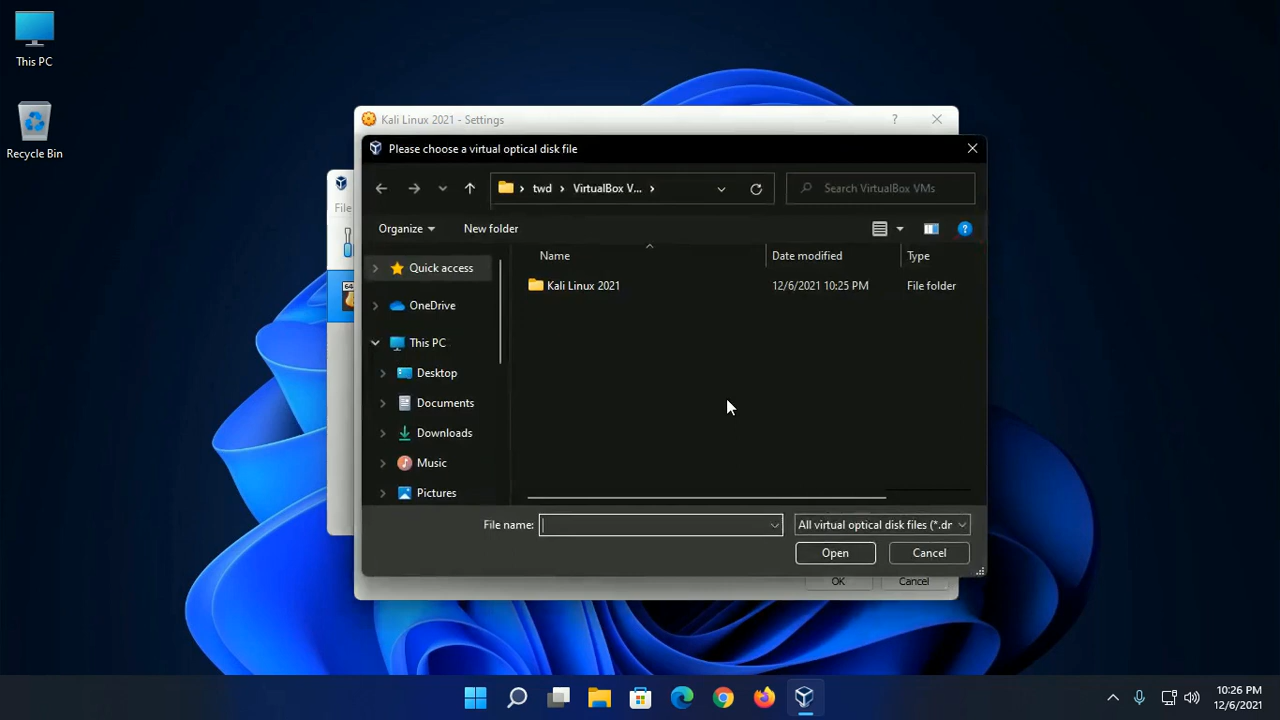 This PC
Recycle Bin
Kali Linux 2021 - Settings
?
File
64
Please choose a virtual optical disk file
twd › VirtualBox V... ›
Search VirtualBox VMs
Organize
New folder
?
Name
Date modified
Type
Quick access
Kali Linux 2021
12/6/2021 10:25 PM
File folder
OneDrive
This PC
Desktop
Documents
Downloads
Music
Pictures
File name:
All virtual optical disk files (*.dr
Open
Cancel
OK
Cancel
10:26 PM
12/6/2021